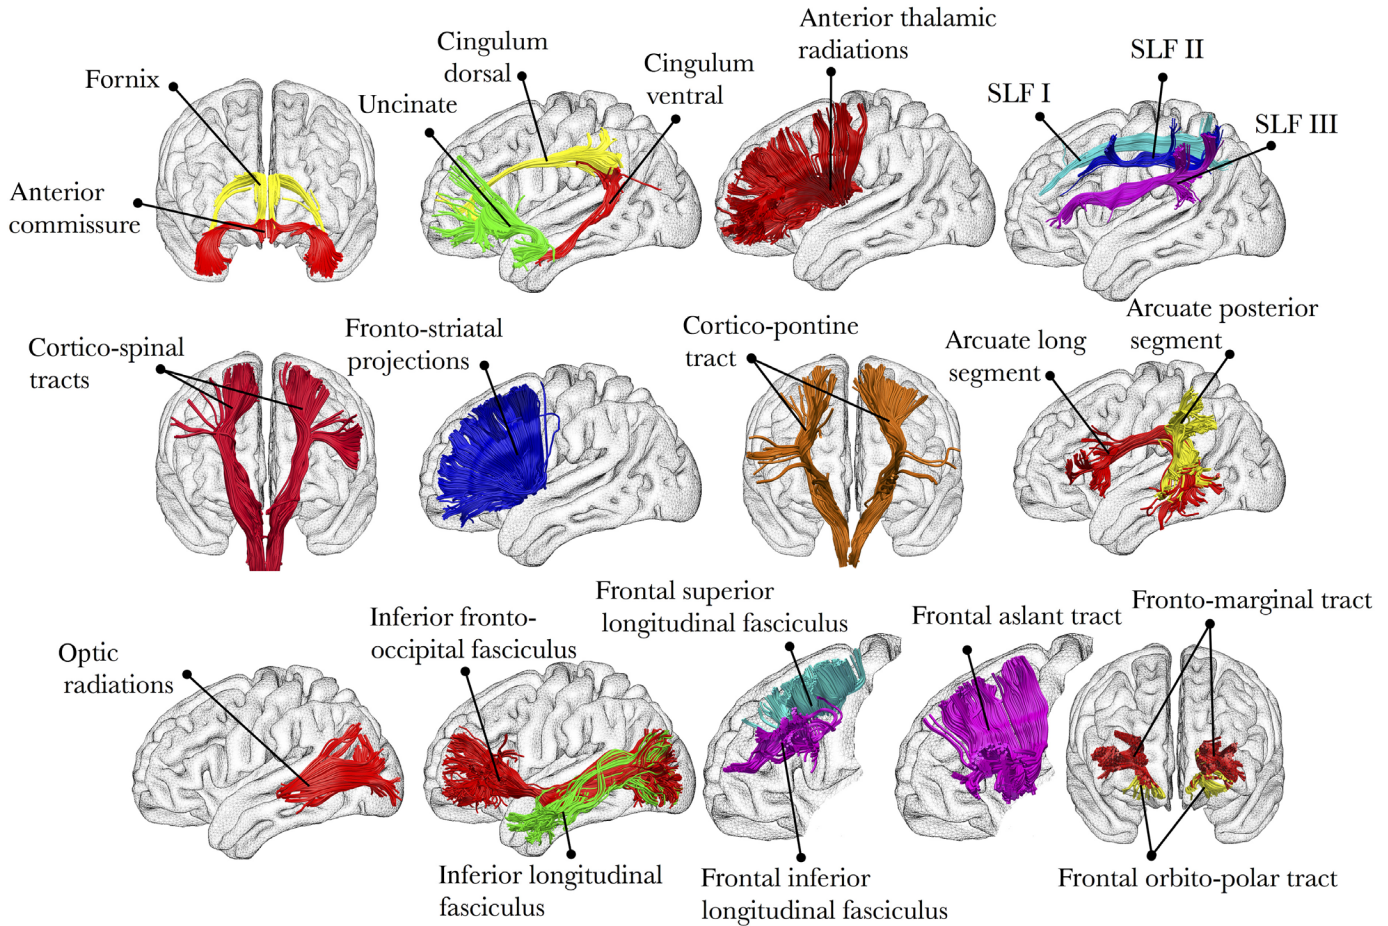 Fornix
Anterior
commissure
Cingulum
dorsal
Uncinate
Cingulum
ventral
Anterior thalamic
radiations
SLF I
SLF II
SLF III
Cortico-spinal
tracts
Fronto-striatal
projections
Cortico-pontine
tract
Arcuate long
segment
Arcuate posterior
segment
Optic
radiations
Inferior fronto-
occipital fasciculus
Inferior longitudinal
fasciculus
Frontal superior
longitudinal fasciculus
Frontal inferior
longitudinal fasciculus
Frontal aslant tract
Fronto-marginal tract
Frontal orbito-polar tract